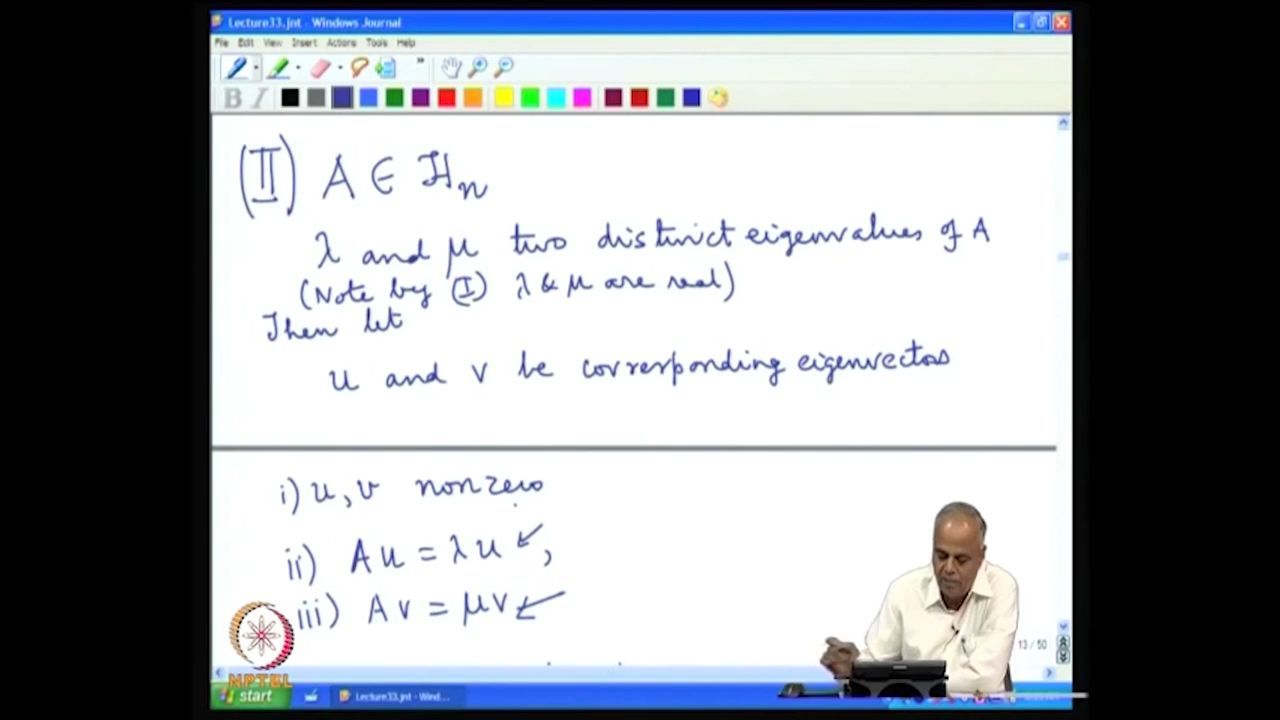 Lecture33.jnt - Windows Journal
File Edit View Insert Actions Tools Help
B I
(II) A ∈ ℋn
λ and μ two distinct eigenvalues of A
(Note by (I) λ & μ are real)
Then let
u and v be corresponding eigenvectors
i) u, v nonzero
ii) Au = λu ↙,
iii) Av = μv ↙
13 / 50
NPTEL
start Lecture33.jnt - Wind...